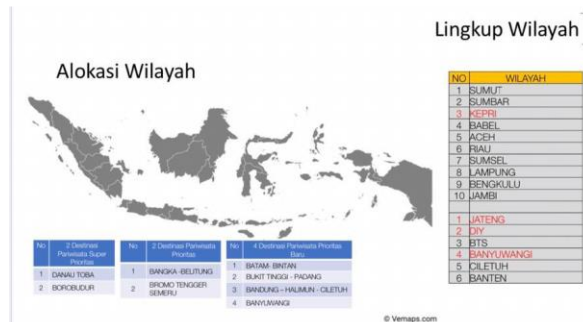 Lingkup Wilayah
Alokasi Wilayah
NO WILAYAH
1 SUMUT
2 SUMBAR
3 KEPRI
4 BABEL
5 ACEH
6 RIAU
7 SUMSEL
8 LAMPUNG
9 BENGKULU
10 JAMBI
1 JATENG
2 DIY
3 BTS
4 BANYUWANGI
5 CILETUH
6 BANTEN
No 2 Destinasi Pariwisata Super Prioritas
1 DANAU TOBA
2 BOROBUDUR
No 2 Destinasi Pariwisata Prioritas
1 BANGKA -BELITUNG
2 BROMO TENGGER SEMERU
No 4 Destinasi Pariwisata Prioritas Baru
1 BATAM- BINTAN
2 BUKIT TINGGI - PADANG
3 BANDUNG – HALIMUN - CILETUH
4 BANYUWANGI
© Vemaps.com